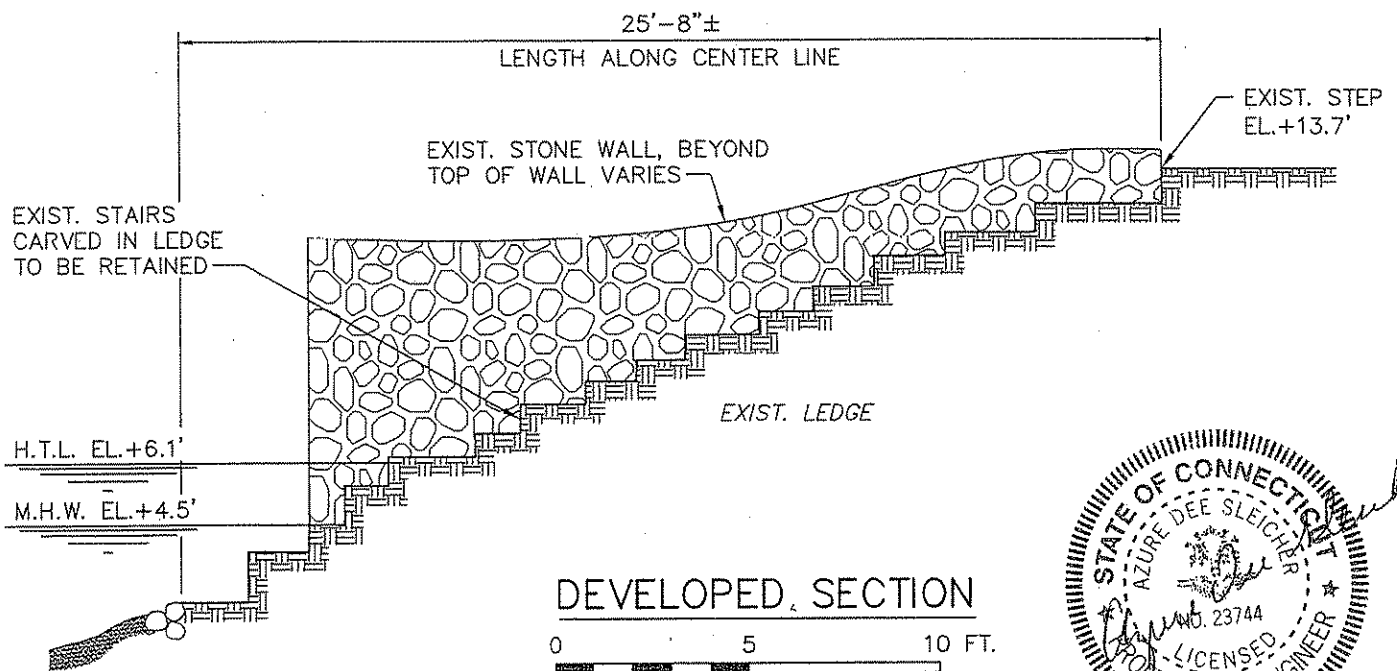 25'-8"±
LENGTH ALONG CENTER LINE
EXIST. STEP
EL.+13.7'
EXIST. STONE WALL, BEYOND
TOP OF WALL VARIES
EXIST. STAIRS
CARVED IN LEDGE
TO BE RETAINED
EXIST. LEDGE
H.T.L. EL.+6.1'
M.H.W. EL.+4.5'
DEVELOPED SECTION
0 5 10 FT.
STATE OF CONNECTICUT
AZURE DEE SLEICHER
NO. 23744
LICENSED
ENGINEER